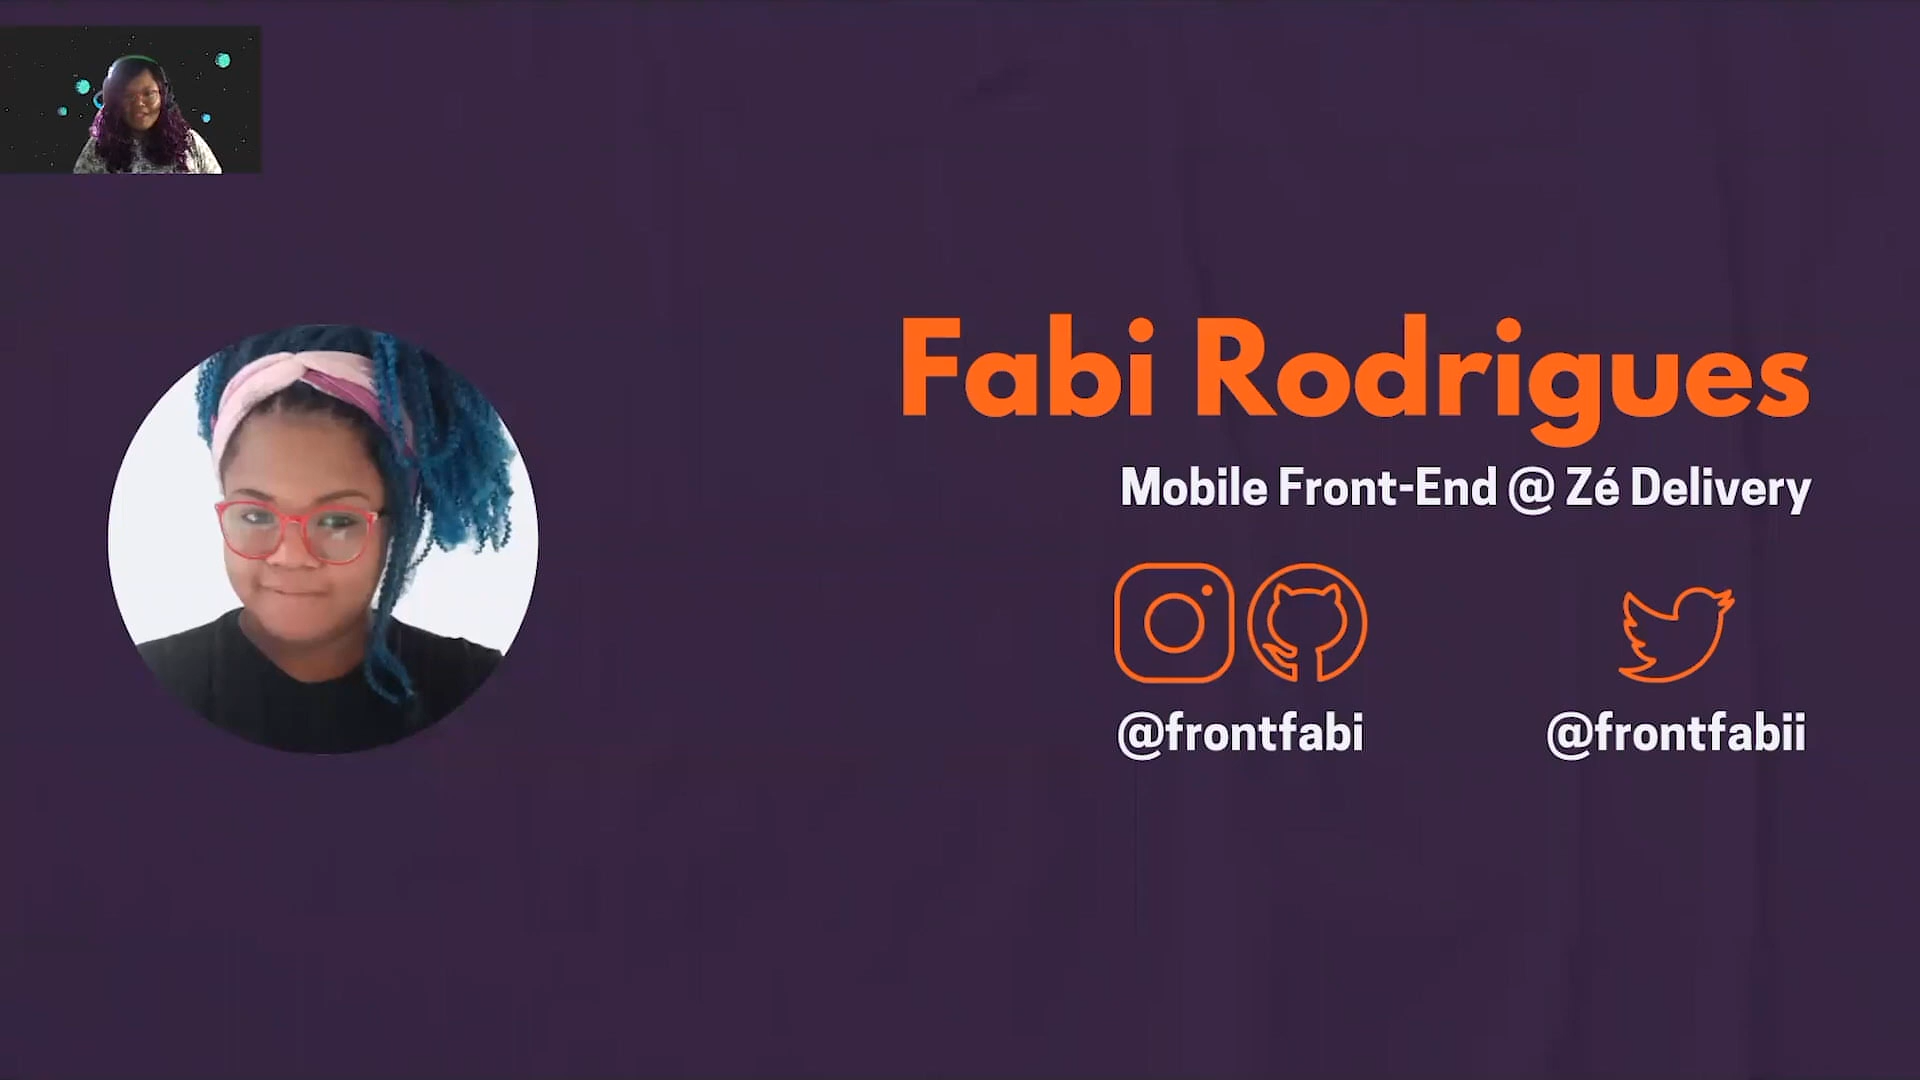 Fabi Rodrigues
Mobile Front-End @ Zé Delivery
@frontfabi
@frontfabii